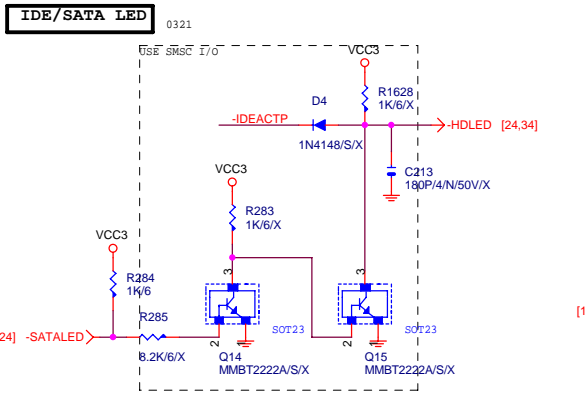 IDE/SATA LED
0321
USE SMSC I/O
VCC3
R1628
1K/6/X
D4
-IDEACTP
-HDLED [24,34]
1N4148/S/X
C213
180P/4/N/50V/X
VCC3
R283
1K/6/X
VCC3
R284
1K/6
3
3
R285
SOT23
SOT23
24] -SATALED
8.2K/6/X
2
1
2
1
Q14
MMBT2222A/S/X
Q15
MMBT2222A/S/X
[1